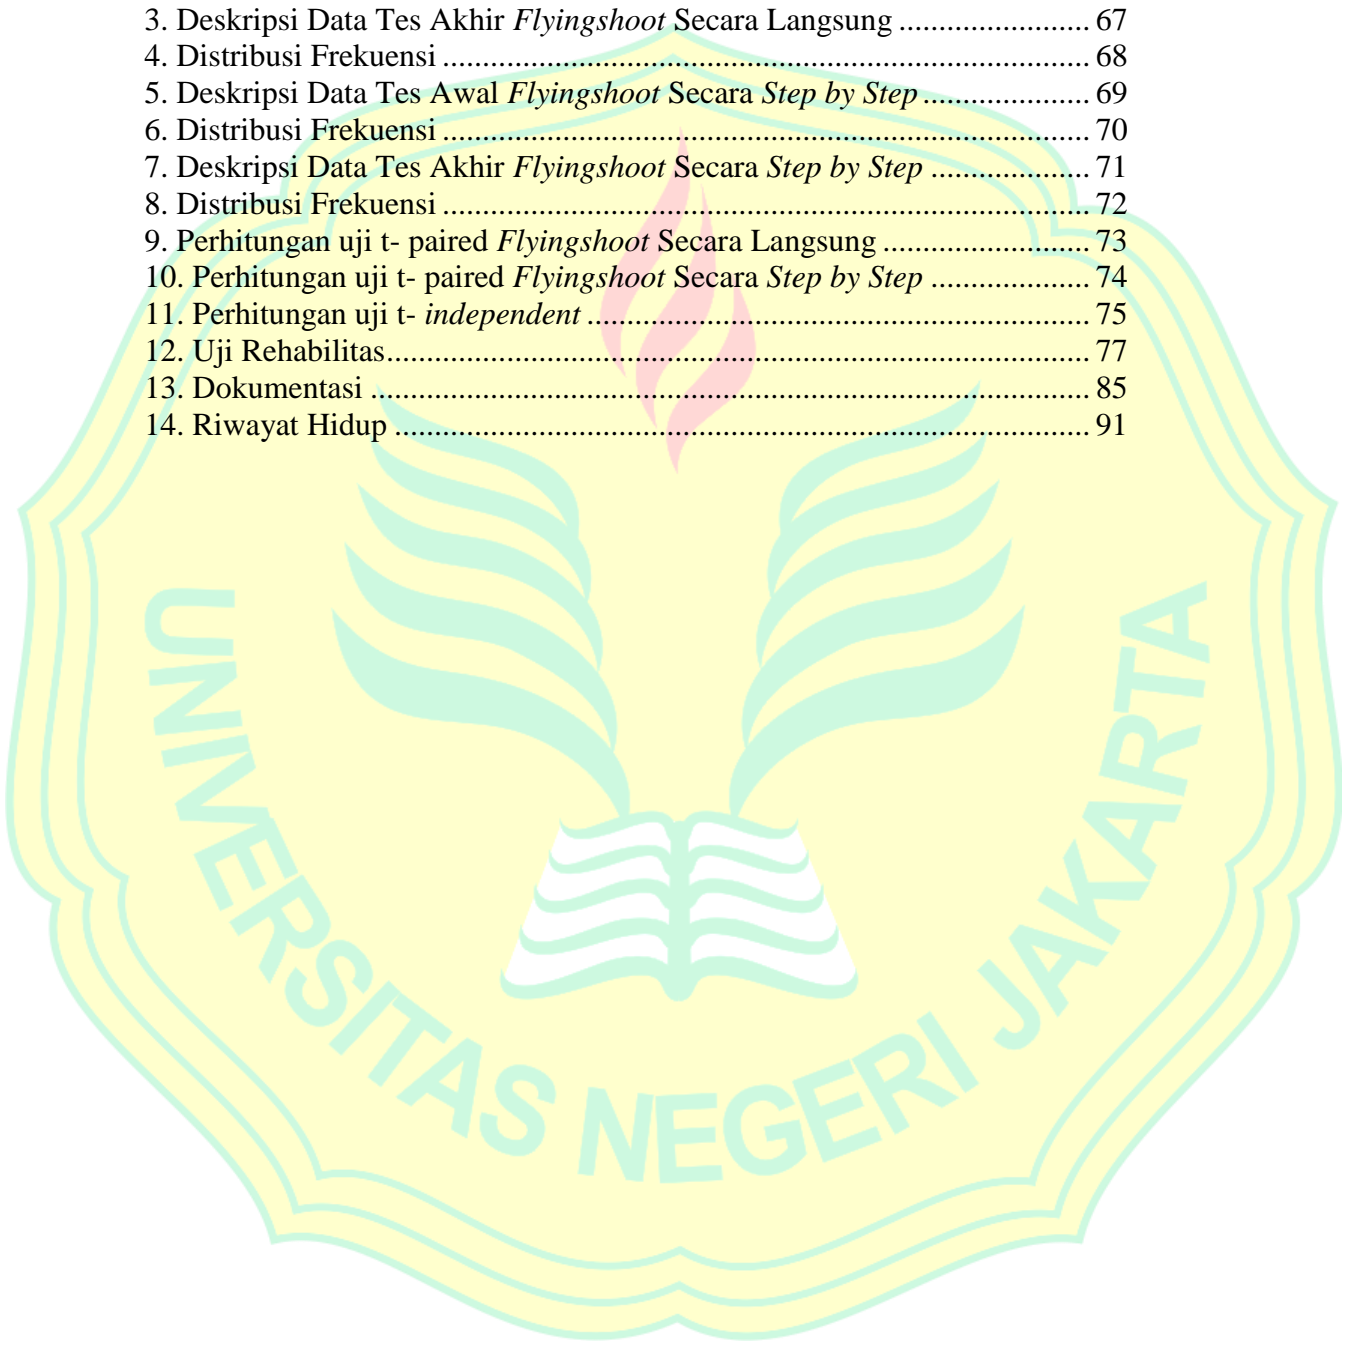 3. Deskripsi Data Tes Akhir Flyingshoot Secara Langsung ........................ 67
4. Distribusi Frekuensi ................................................................................. 68
5. Deskripsi Data Tes Awal Flyingshoot Secara Step by Step ..................... 69
6. Distribusi Frekuensi ................................................................................. 70
7. Deskripsi Data Tes Akhir Flyingshoot Secara Step by Step .................... 71
8. Distribusi Frekuensi ................................................................................. 72
9. Perhitungan uji t- paired Flyingshoot Secara Langsung .......................... 73
10. Perhitungan uji t- paired Flyingshoot Secara Step by Step .................... 74
11. Perhitungan uji t- independent ............................................................... 75
12. Uji Rehabilitas........................................................................................ 77
13. Dokumentasi .......................................................................................... 85
14. Riwayat Hidup ....................................................................................... 91
UNIVERSITAS NEGERI JAKARTA